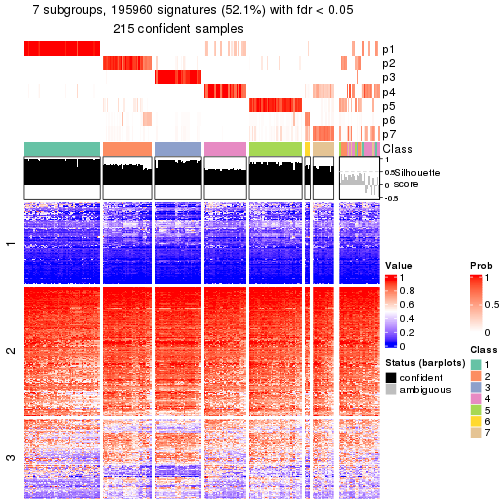 7 subgroups, 195960 signatures (52.1%) with fdr < 0.05
215 confident samples
p1
p2
p3
p4
p5
p6
p7
Class
1
0.5
0
-0.5
Silhouette
score
1
2
3
Value
1
0.8
0.6
0.4
0.2
0
Status (barplots)
confident
ambiguous
Prob
1
0.5
0
Class
1
2
3
4
5
6
7